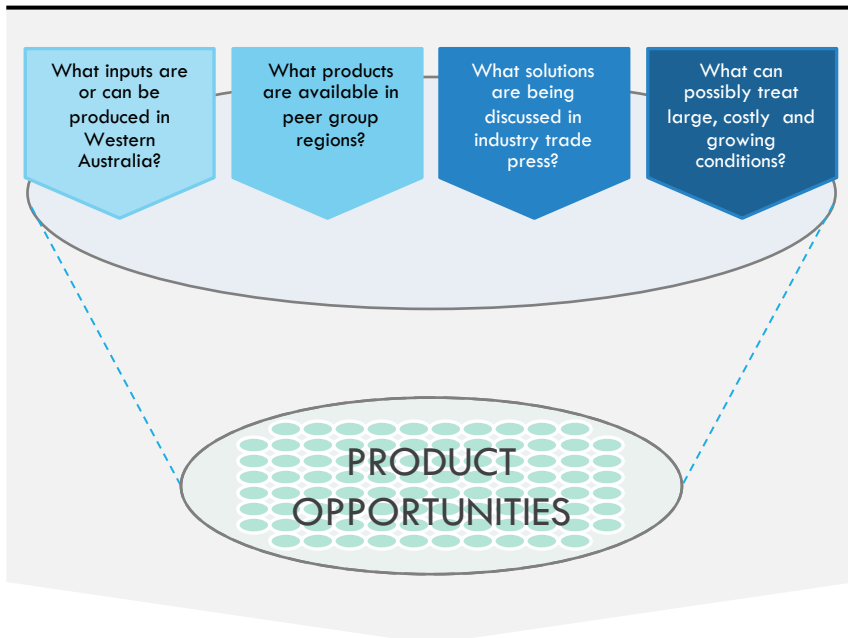 What inputs are
or can be
produced in
Western
Australia?
What products
are available in
peer group
regions?
What solutions
are being
discussed in
industry trade
press?
What can
possibly treat
large, costly and
growing
conditions?
PRODUCT
OPPORTUNITIES